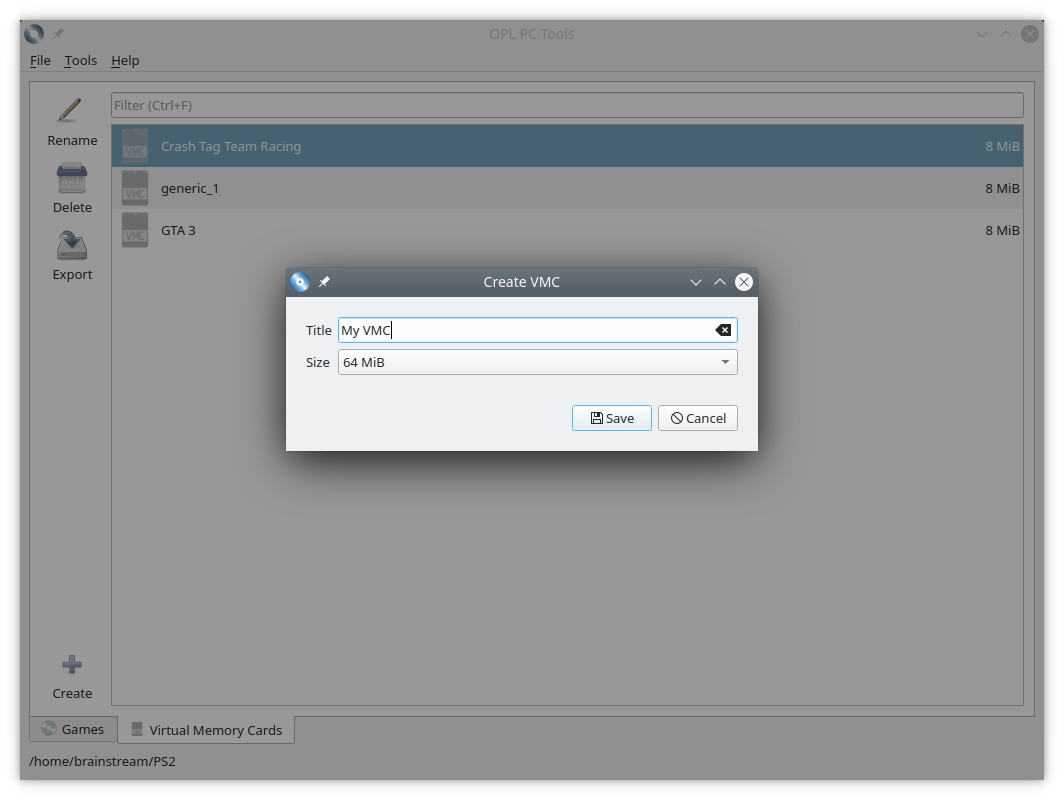 OPL PC Tools
File Tools Help
Filter (Ctrl+F)
Rename
Delete
Export
Create
VMC Crash Tag Team Racing 8 MiB
VMC generic_1 8 MiB
VMC GTA 3 8 MiB
Create VMC
Title My VMC
Size 64 MiB
Save Cancel
Games Virtual Memory Cards
/home/brainstream/PS2